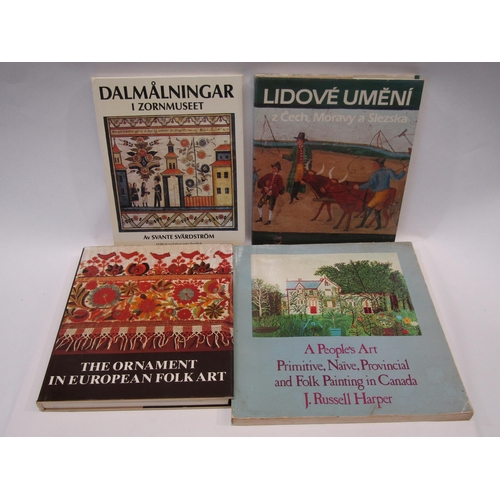 DALMÅLNINGAR
I ZORNMUSEET
Av SVANTE SVÄRDSTRÖM
LIDOVÉ UMĚNÍ
z Čech, Moravy a Slezska
THE ORNAMENT
IN EUROPEAN FOLK ART
A People's Art
Primitive, Naïve, Provincial
and Folk Painting in Canada
J. Russell Harper